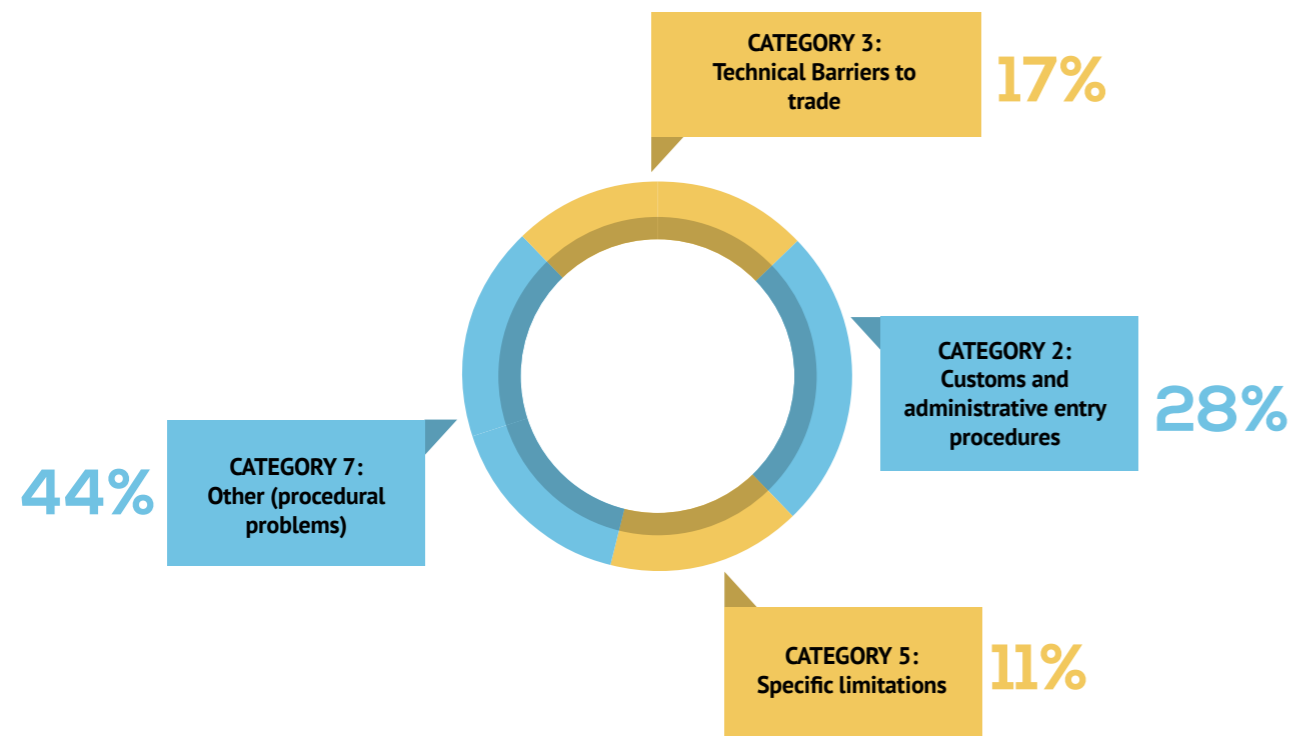 CATEGORY 3:
Technical Barriers to
trade
17%
CATEGORY 2:
Customs and
administrative entry
procedures
28%
CATEGORY 7:
Other (procedural
problems)
44%
CATEGORY 5:
Specific limitations
11%